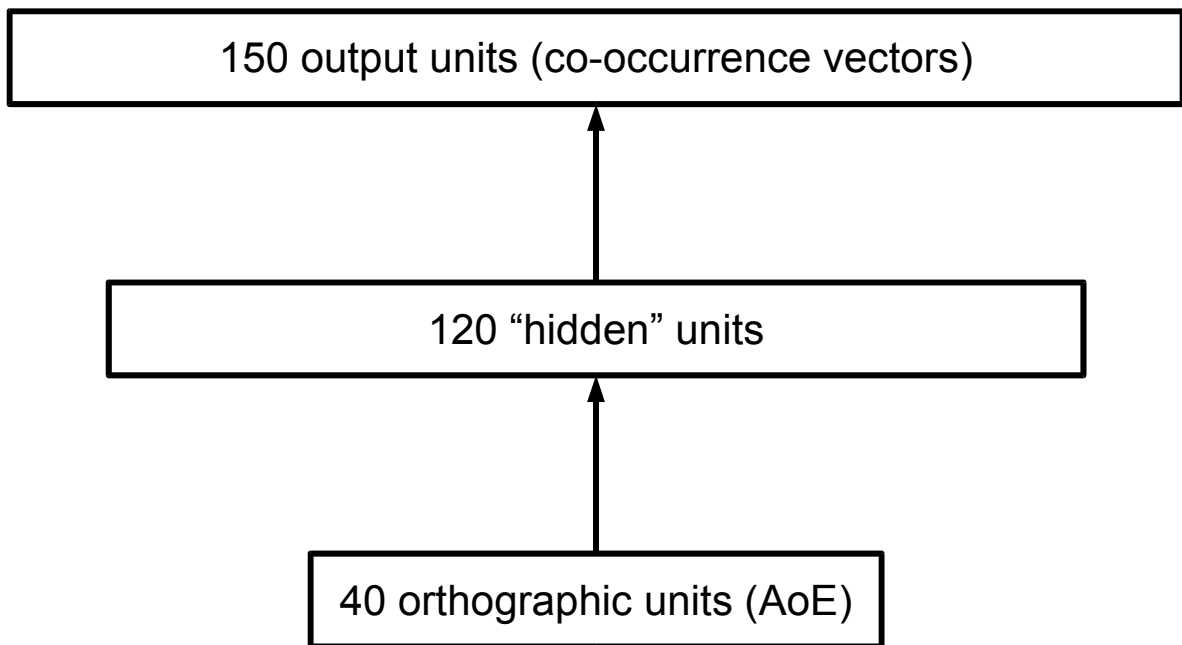 150 output units (co-occurrence vectors)
120 “hidden” units
40 orthographic units (AoE)